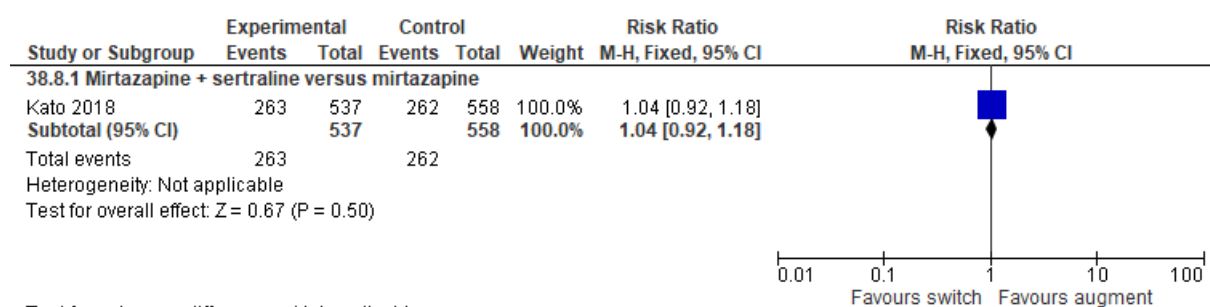 Experimental Control Risk Ratio Risk Ratio
Study or Subgroup Events Total Events Total Weight M-H, Fixed, 95% CI M-H, Fixed, 95% CI
38.8.1 Mirtazapine + sertraline versus mirtazapine
Kato 2018 263 537 262 558 100.0% 1.04 [0.92, 1.18]
Subtotal (95% CI) 537 558 100.0% 1.04 [0.92, 1.18]
Total events 263 262
Heterogeneity: Not applicable
Test for overall effect: Z = 0.67 (P = 0.50)
0.01 0.1 1 10 100
Favours switch Favours augment